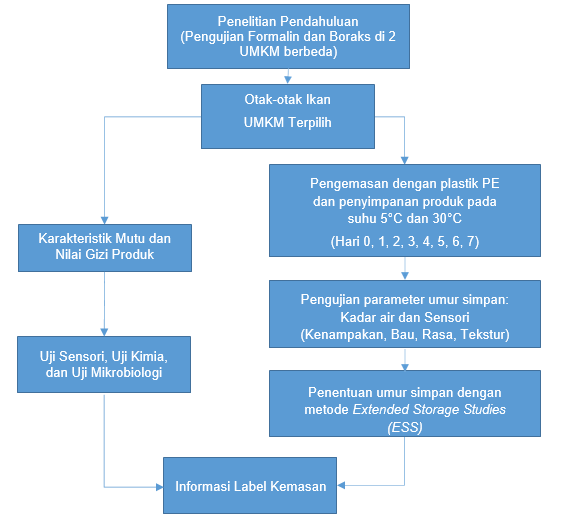 Penelitian Pendahuluan
(Pengujian Formalin dan Boraks di 2
UMKM berbeda)
Otak-otak Ikan
UMKM Terpilih
Karakteristik Mutu dan
Nilai Gizi Produk
Uji Sensori, Uji Kimia,
dan Uji Mikrobiologi
Pengemasan dengan plastik PE
dan penyimpanan produk pada
suhu 5°C dan 30°C
(Hari 0, 1, 2, 3, 4, 5, 6, 7)
Pengujian parameter umur simpan:
Kadar air dan Sensori
(Kenampakan, Bau, Rasa, Tekstur)
Penentuan umur simpan dengan
metode Extended Storage Studies
(ESS)
Informasi Label Kemasan